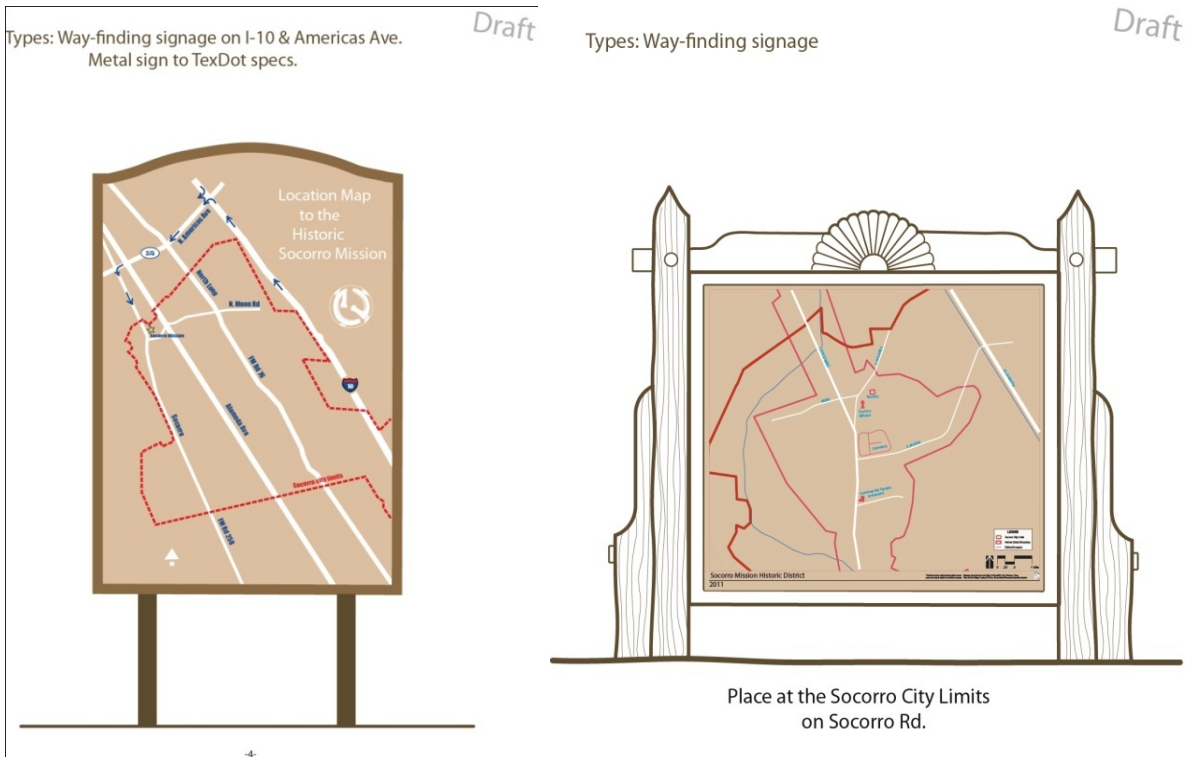 Draft
Types: Way-finding signage on I-10 & Americas Ave.
Metal sign to TexDot specs.
Location Map
to the
Historic
Socorro Mission
N. Americas Ave
375
North Loop
N. Moon Rd
Socorro Mission
FM Rd 76
10
Socorro
Alameda Ave
Socorro city limits
FM Rd 258
-4-
Draft
Types: Way-finding signage
Cemetery
LEGEND
Socorro Mission Historic District
2011
Place at the Socorro City Limits
on Socorro Rd.